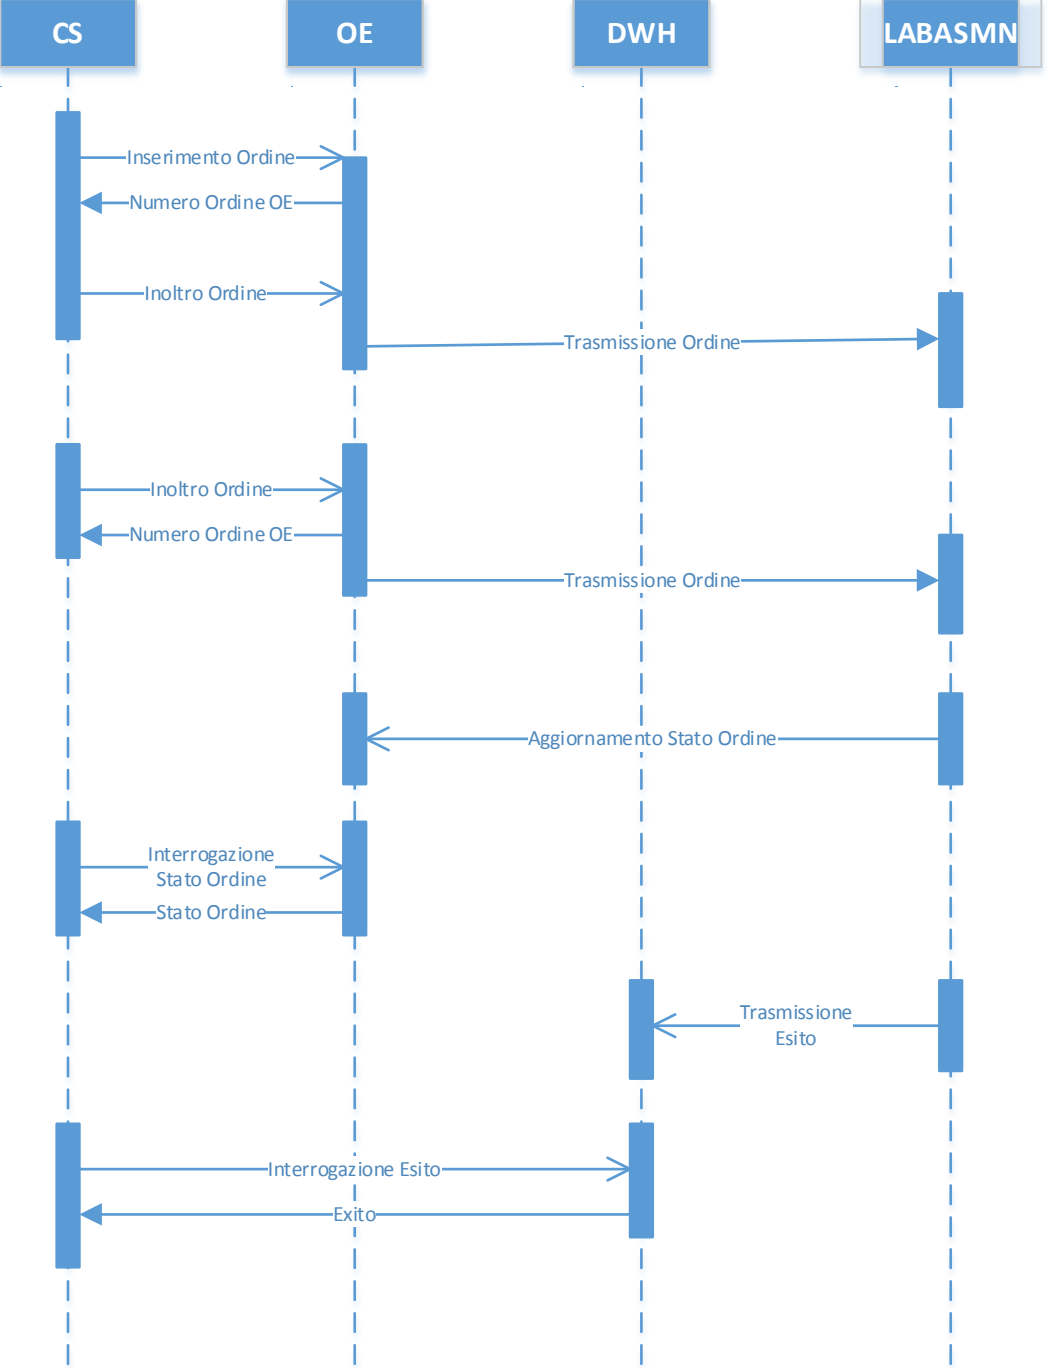 CS
OE
DWH
LABASMN
Inserimento Ordine
Numero Ordine OE
Inoltro Ordine
Trasmissione Ordine
Inoltro Ordine
Numero Ordine OE
Trasmissione Ordine
Aggiornamento Stato Ordine
Interrogazione
Stato Ordine
Stato Ordine
Trasmissione
Esito
Interrogazione Esito
Exito